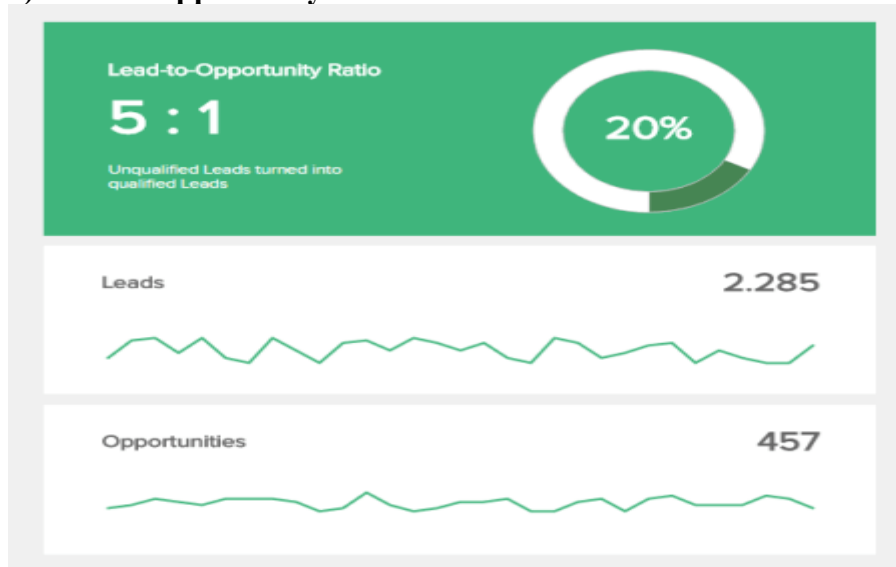 Lead-to-Opportunity Ratio
5 : 1
Unqualified Leads turned into
qualified Leads
20%
Leads
2.285
Opportunities
457